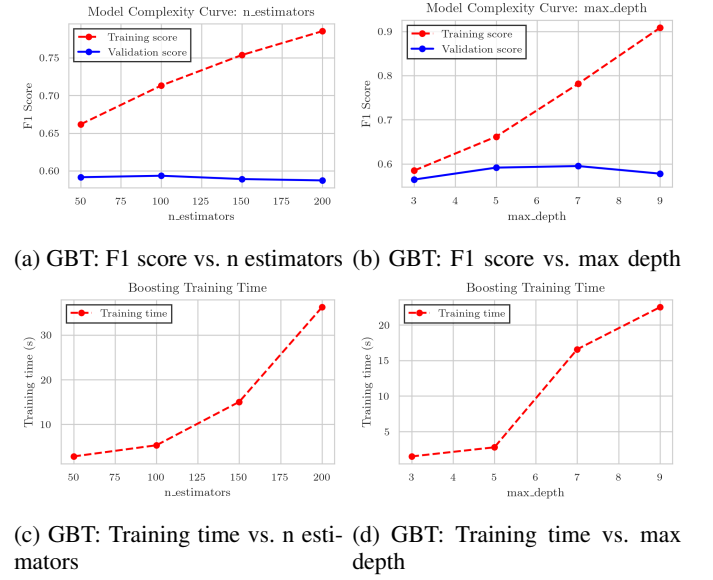 Model Complexity Curve: n_estimators
Training score
Validation score
F1 Score
0.75
0.70
0.65
0.60
50 75 100 125 150 175 200
n_estimators
Model Complexity Curve: max_depth
Training score
Validation score
F1 Score
0.9
0.8
0.7
0.6
3 4 5 6 7 8 9
max_depth
(a) GBT: F1 score vs. n estimators
(b) GBT: F1 score vs. max depth
Boosting Training Time
Training time
Training time (s)
30
20
10
50 75 100 125 150 175 200
n_estimators
Boosting Training Time
Training time
Training time (s)
20
15
10
5
3 4 5 6 7 8 9
max_depth
(c) GBT: Training time vs. n esti-
mators
(d) GBT: Training time vs. max
depth